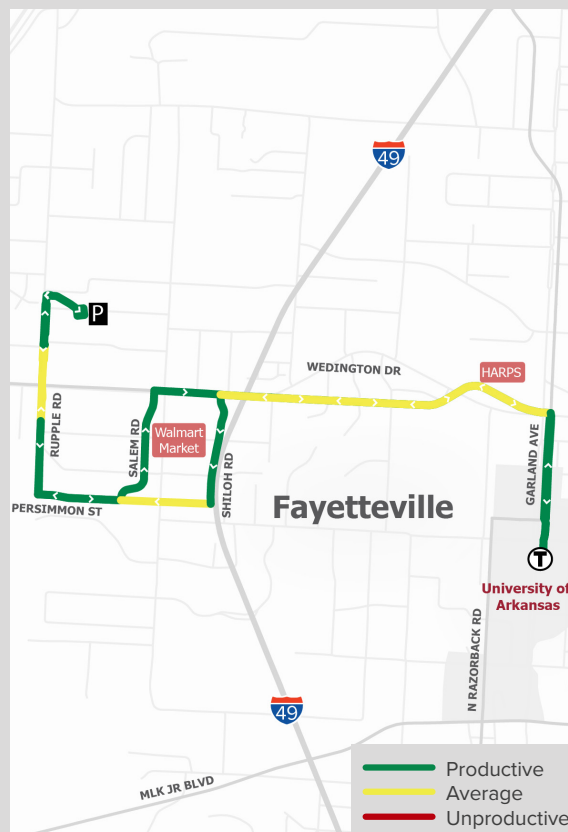 49
P
WEDINGTON DR
HARPS
RUPPLE RD
SALEM RD
Walmart
Market
SHILOH RD
GARLAND AVE
PERSIMMON ST
Fayetteville
T
University of
Arkansas
N RAZORBACK RD
49
MLK JR BLVD
Productive
Average
Unproductive